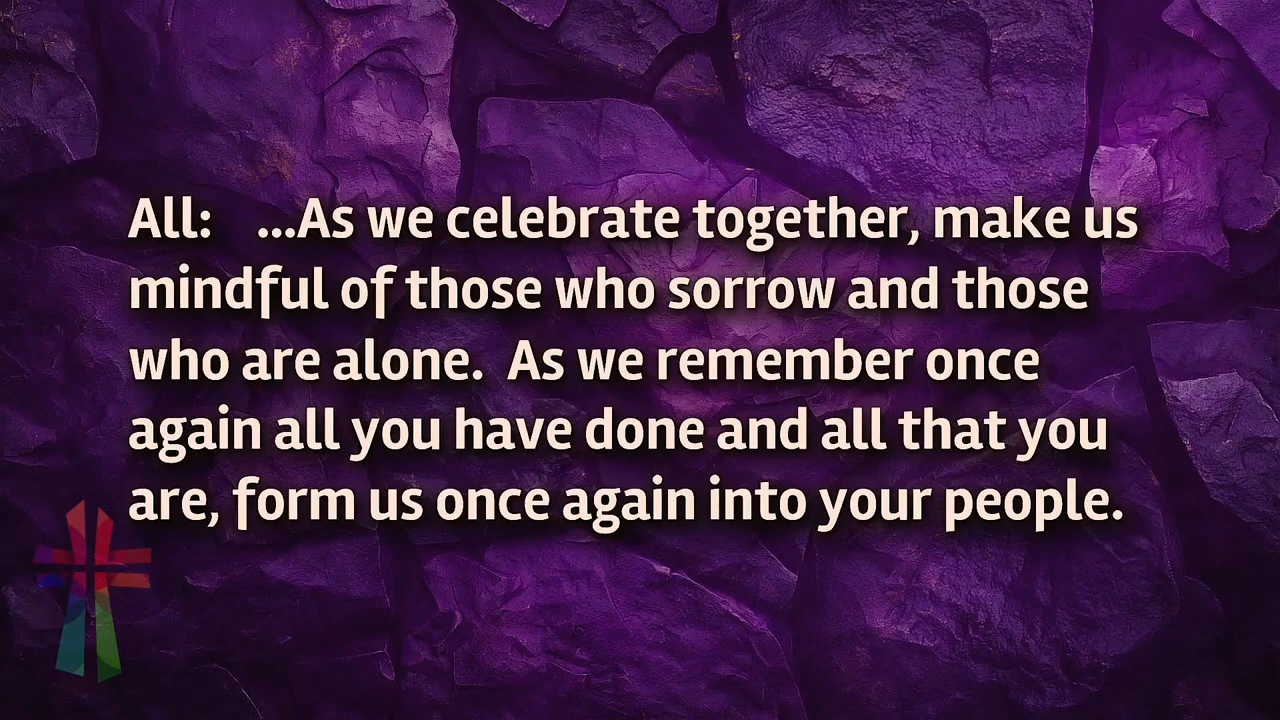 All: ...As we celebrate together, make us
mindful of those who sorrow and those
who are alone. As we remember once
again all you have done and all that you
are, form us once again into your people.